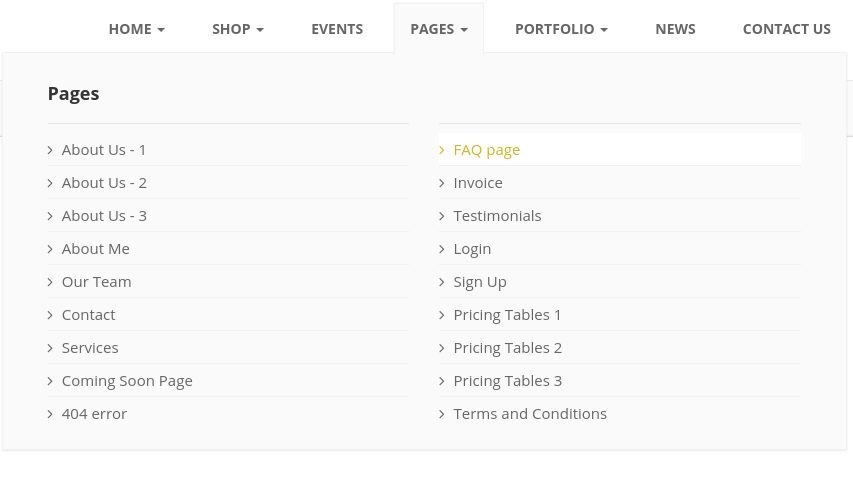 HOME SHOP EVENTS PAGES PORTFOLIO NEWS CONTACT US
Pages
About Us - 1
About Us - 2
About Us - 3
About Me
Our Team
Contact
Services
Coming Soon Page
404 error
FAQ page
Invoice
Testimonials
Login
Sign Up
Pricing Tables 1
Pricing Tables 2
Pricing Tables 3
Terms and Conditions